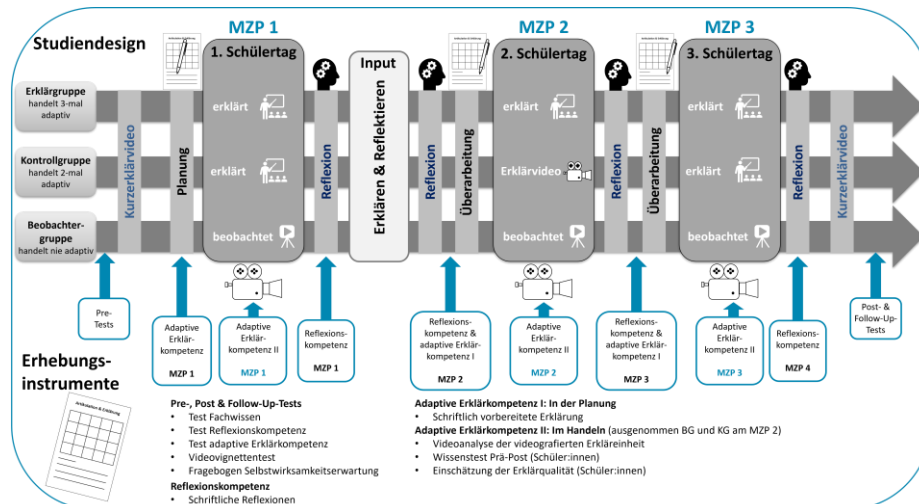 MZP 1
MZP 2
MZP 3
Studiendesign
1. Schülertag
Input
2. Schülertag
3. Schülertag
Erklärgruppe
handelt 3-mal
adaptiv
Kontrollgruppe
handelt 2-mal
adaptiv
Beobachter-
gruppe
handelt nie adaptiv
Kurzerklärvideo
Planung
erklärt
erklärt
beobachtet
Reflexion
Erklären & Reflektieren
Reflexion
Überarbeitung
erklärt
Erklärvideo
beobachtet
Reflexion
Überarbeitung
erklärt
erklärt
beobachtet
Reflexion
Kurzerklärvideo
Pre-
Tests
Adaptive
Erklär-
kompetenz
MZP 1
Adaptive
Erklär-
kompetenz II
MZP 1
Reflexions-
kompetenz
MZP 1
Reflexions-
kompetenz &
adaptive Erklär-
kompetenz I
MZP 2
Adaptive
Erklär-
kompetenz II
MZP 2
Reflexions-
kompetenz &
adaptive Erklär-
kompetenz I
MZP 3
Adaptive
Erklär-
kompetenz II
MZP 3
Reflexions-
kompetenz
MZP 4
Post- &
Follow-Up-
Tests
Erhebungs-
instrumente
Artikulation & Erklärung
Pre-, Post & Follow-Up-Tests
• Test Fachwissen
• Test Reflexionskompetenz
• Test adaptive Erklärkompetenz
• Videovignettentest
• Fragebogen Selbstwirksamkeitserwartung
Reflexionskompetenz
• Schriftliche Reflexionen
Adaptive Erklärkompetenz I: In der Planung
• Schriftlich vorbereitete Erklärung
Adaptive Erklärkompetenz II: Im Handeln (ausgenommen BG und KG am MZP 2)
• Videoanalyse der videografierten Erkläreinheit
• Wissenstest Prä-Post (Schüler:innen)
• Einschätzung der Erklärqualität (Schüler:innen)